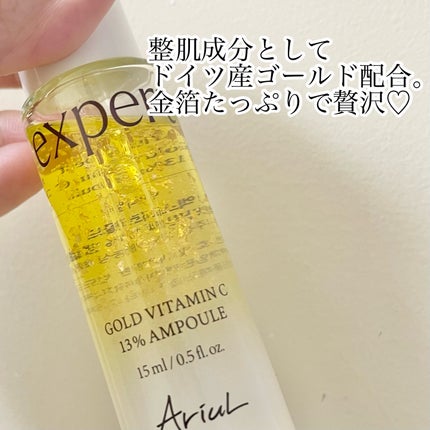 整肌成分として
ドイツ産ゴールド配合。
金箔たっぷりで贅沢♡
exper
GOLD VITAMIN C
13% AMPOULE
15 ml / 0.5 fl. oz.
Ariul